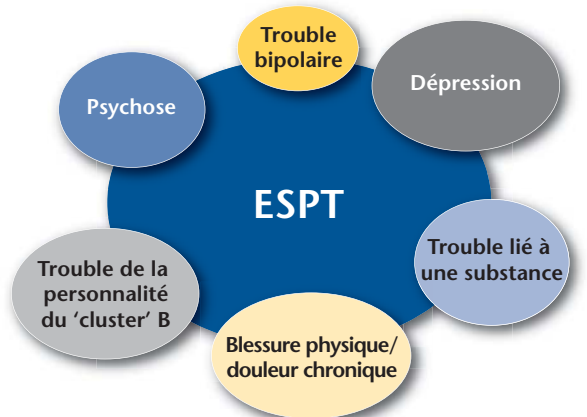 Trouble
bipolaire
Dépression
Psychose
ESPT
Trouble lié à
une substance
Trouble de la
personnalité
du ‘cluster’ B
Blessure physique/
douleur chronique